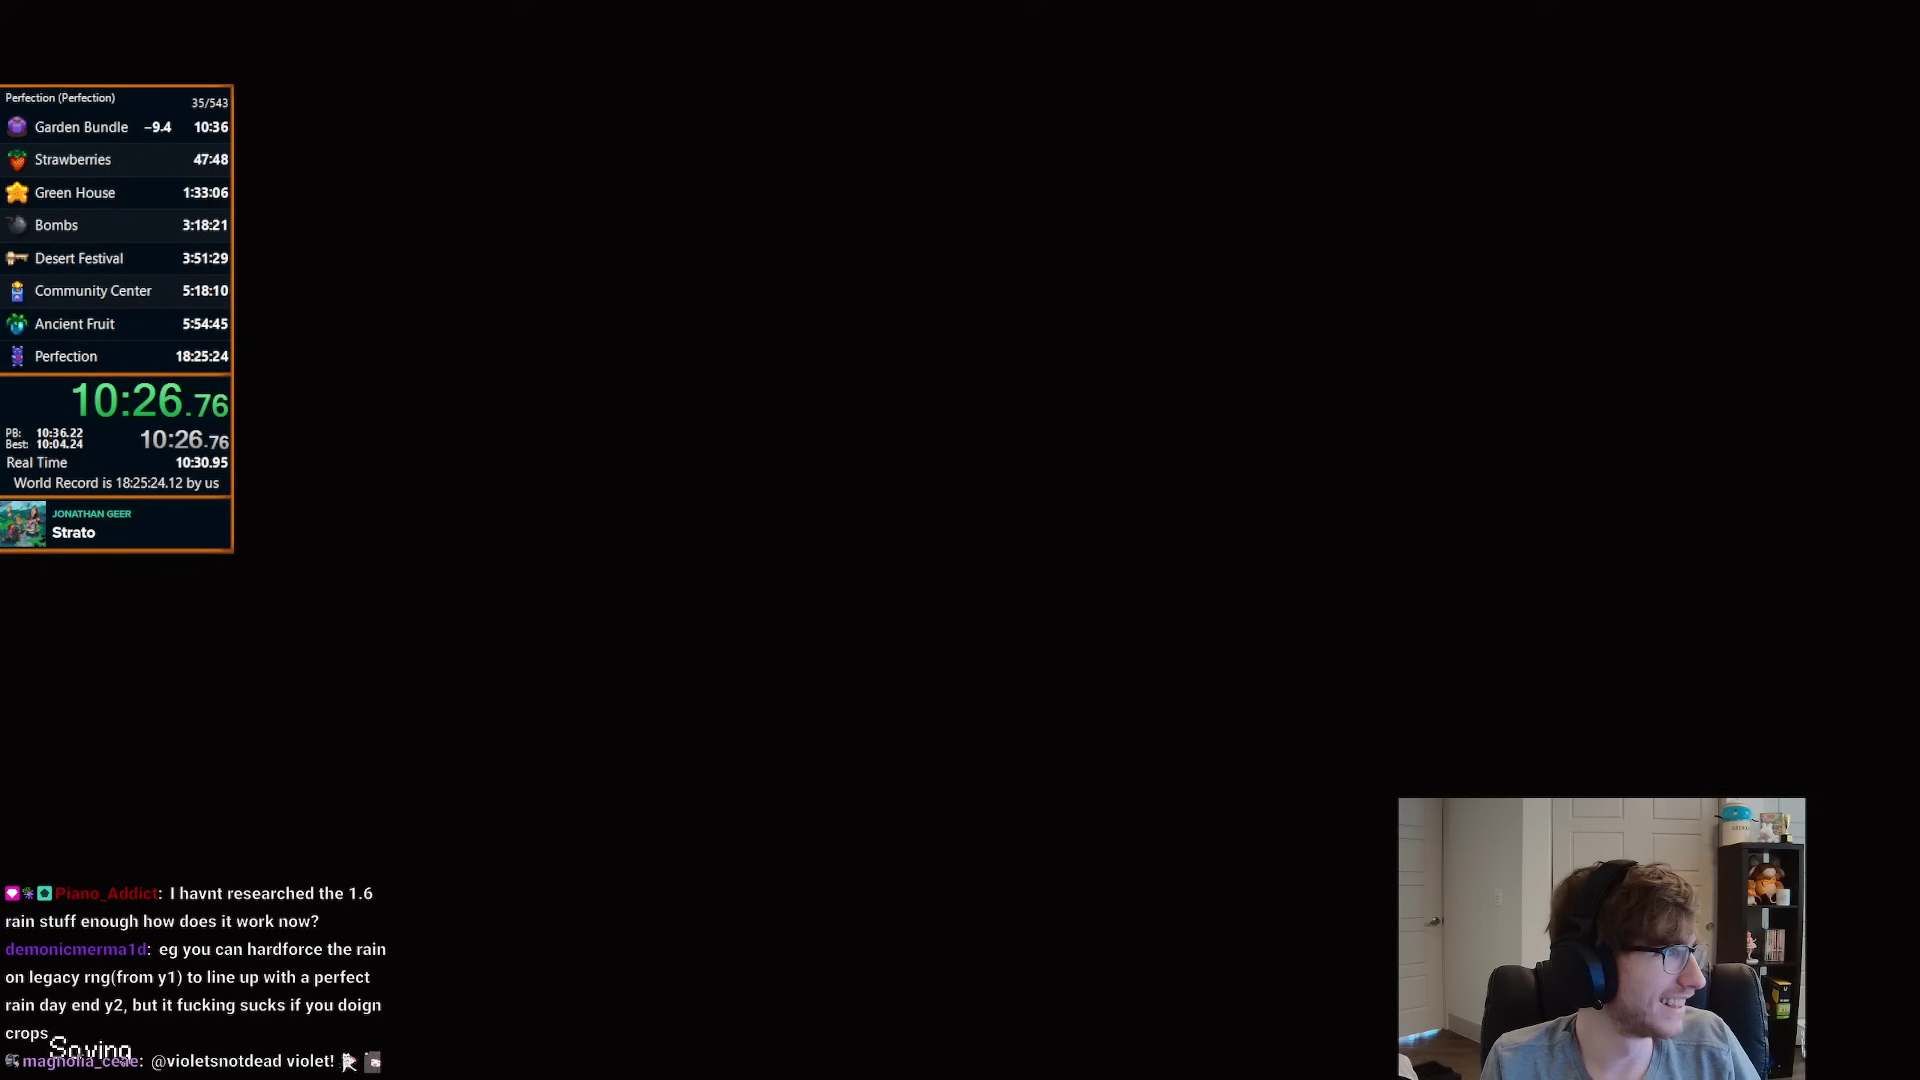 Perfection (Perfection)
35/543
Garden Bundle −9.4 10:36
Strawberries 47:48
Green House 1:33:06
Bombs 3:18:21
Desert Festival 3:51:29
Community Center 5:18:10
Ancient Fruit 5:54:45
Perfection 18:25:24
10:26.76
PB: 10:36.22
Best: 10:04.24
10:26.76
Real Time 10:30.95
World Record is 18:25:24.12 by us
JONATHAN GEER
Strato
Piano_Addict: I havnt researched the 1.6
rain stuff enough how does it work now?
demonicmerma1d: eg you can hardforce the rain
on legacy rng(from y1) to line up with a perfect
rain day end y2, but it fucking sucks if you doign
crops
Saving
magnolia_ceae: @violetsnotdead violet!